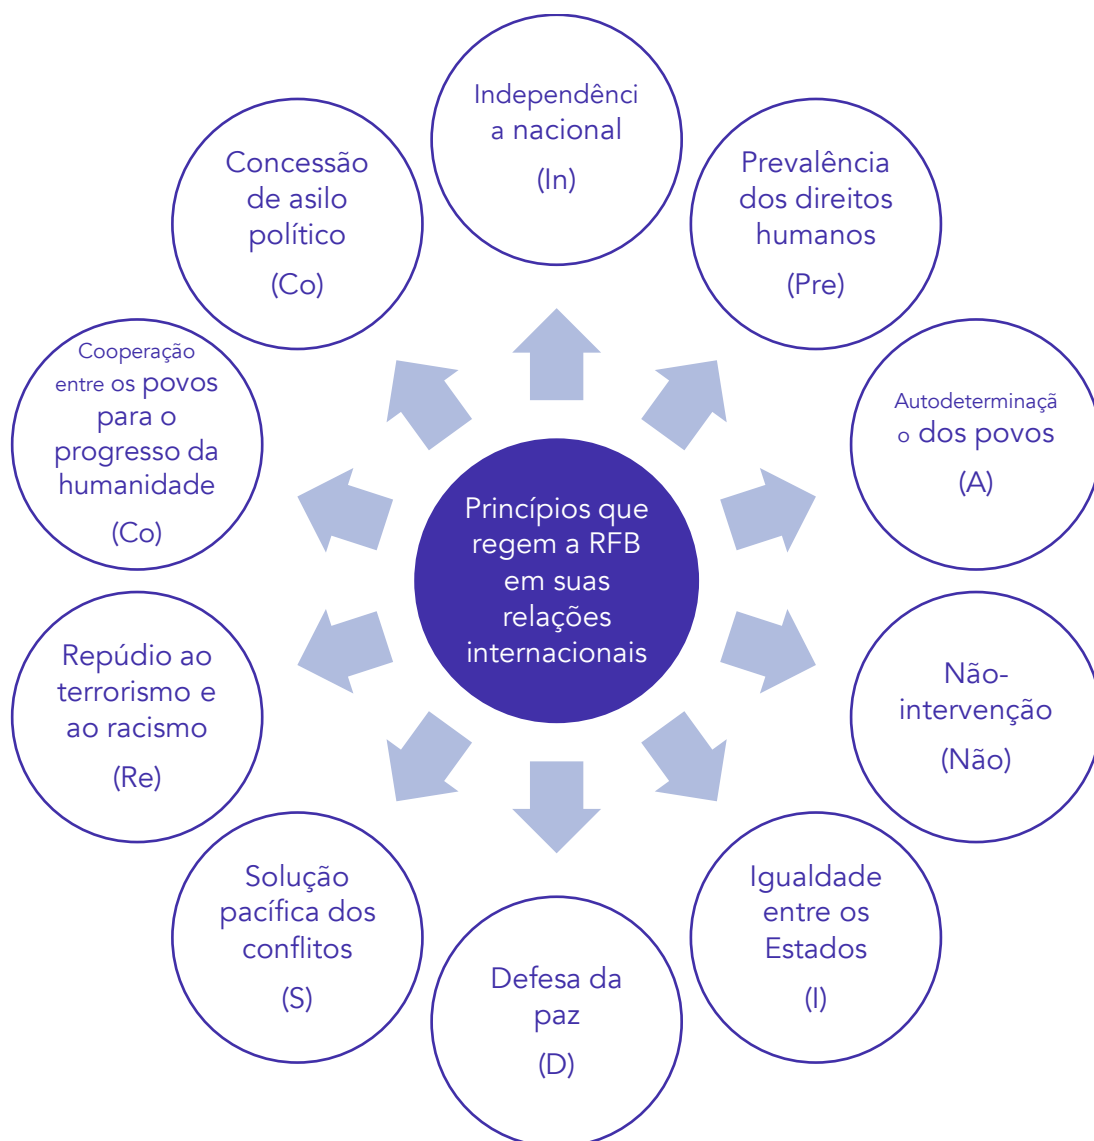 Independênci
a nacional
(In)
Prevalência
dos direitos
humanos
(Pre)
Autodeterminaçã
o dos povos
(A)
Não-
intervenção
(Não)
Igualdade
entre os
Estados
(I)
Defesa da
paz
(D)
Solução
pacífica dos
conflitos
(S)
Repúdio ao
terrorismo e
ao racismo
(Re)
Cooperação
entre os povos
para o
progresso da
humanidade
(Co)
Concessão
de asilo
político
(Co)
Princípios que
regem a RFB
em suas
relações
internacionais